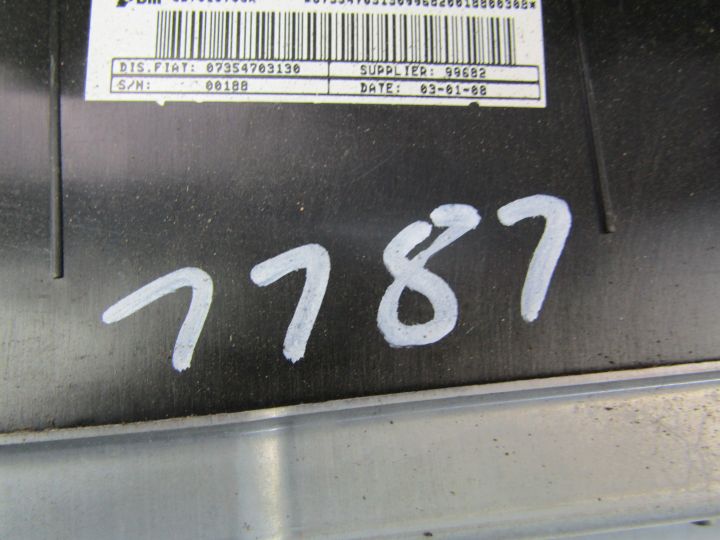 DIS.FIAT: 07354703130 SUPPLIER: 99682
S/N: 00188 DATE: 03-01-08
7787